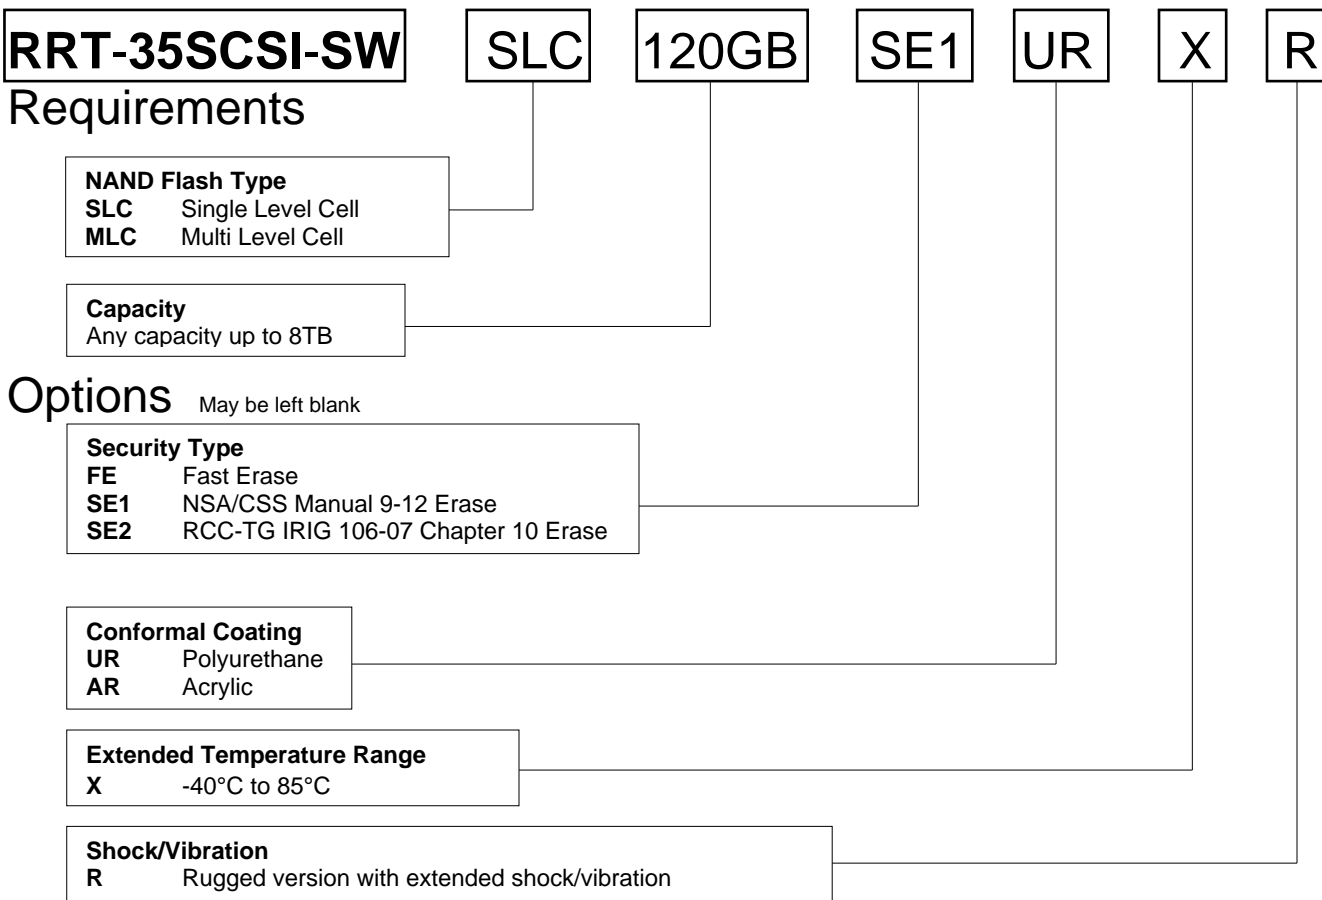 RRT-35SCSI-SW SLC 120GB SE1 UR X R
Requirements
NAND Flash Type
SLC Single Level Cell
MLC Multi Level Cell
Capacity
Any capacity up to 8TB
Options May be left blank
Security Type
FE Fast Erase
SE1 NSA/CSS Manual 9-12 Erase
SE2 RCC-TG IRIG 106-07 Chapter 10 Erase
Conformal Coating
UR Polyurethane
AR Acrylic
Extended Temperature Range
X -40°C to 85°C
Shock/Vibration
R Rugged version with extended shock/vibration